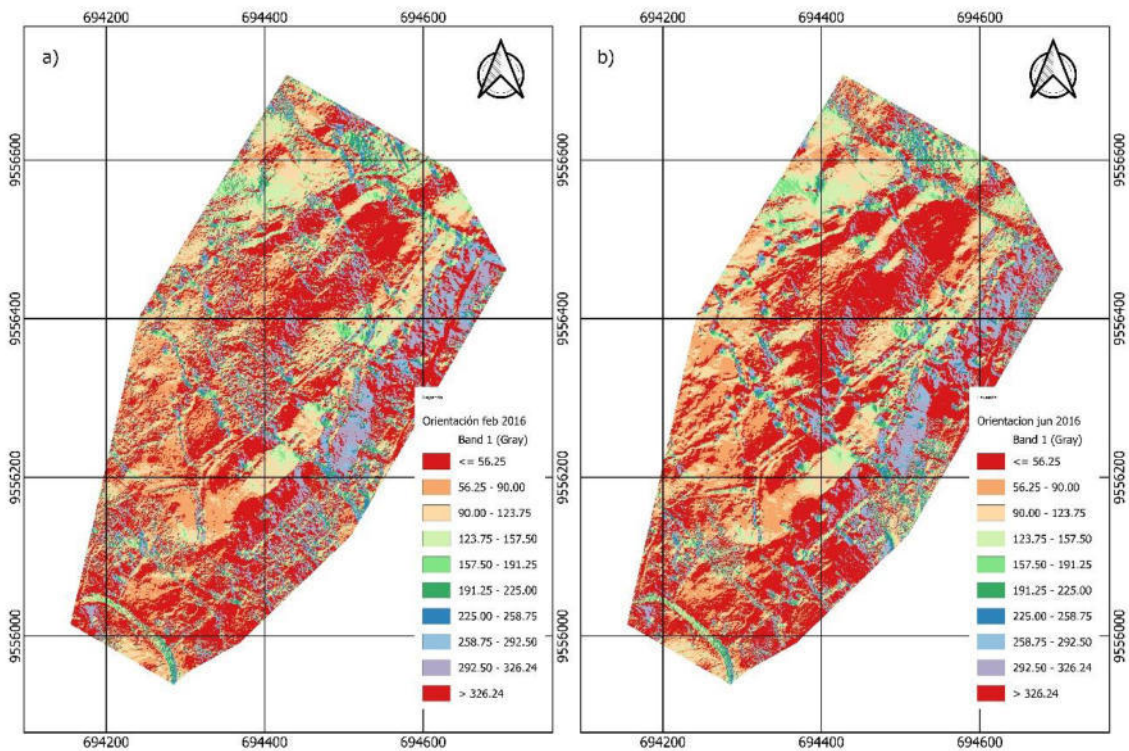 694200 694400 694600
694200 694400 694600
a)
b)
9556600
9556600
9556600
9556400
9556400
9556400
9556200
9556200
9556200
9556000
9556000
9556000
Orientación feb 2016
Band 1 (Gray)
<= 56.25
56.25 - 90.00
90.00 - 123.75
123.75 - 157.50
157.50 - 191.25
191.25 - 225.00
225.00 - 258.75
258.75 - 292.50
292.50 - 326.24
> 326.24
Orientacion jun 2016
Band 1 (Gray)
<= 56.25
56.25 - 90.00
90.00 - 123.75
123.75 - 157.50
157.50 - 191.25
191.25 - 225.00
225.00 - 258.75
258.75 - 292.50
292.50 - 326.24
> 326.24
694200 694400 694600
694200 694400 694600